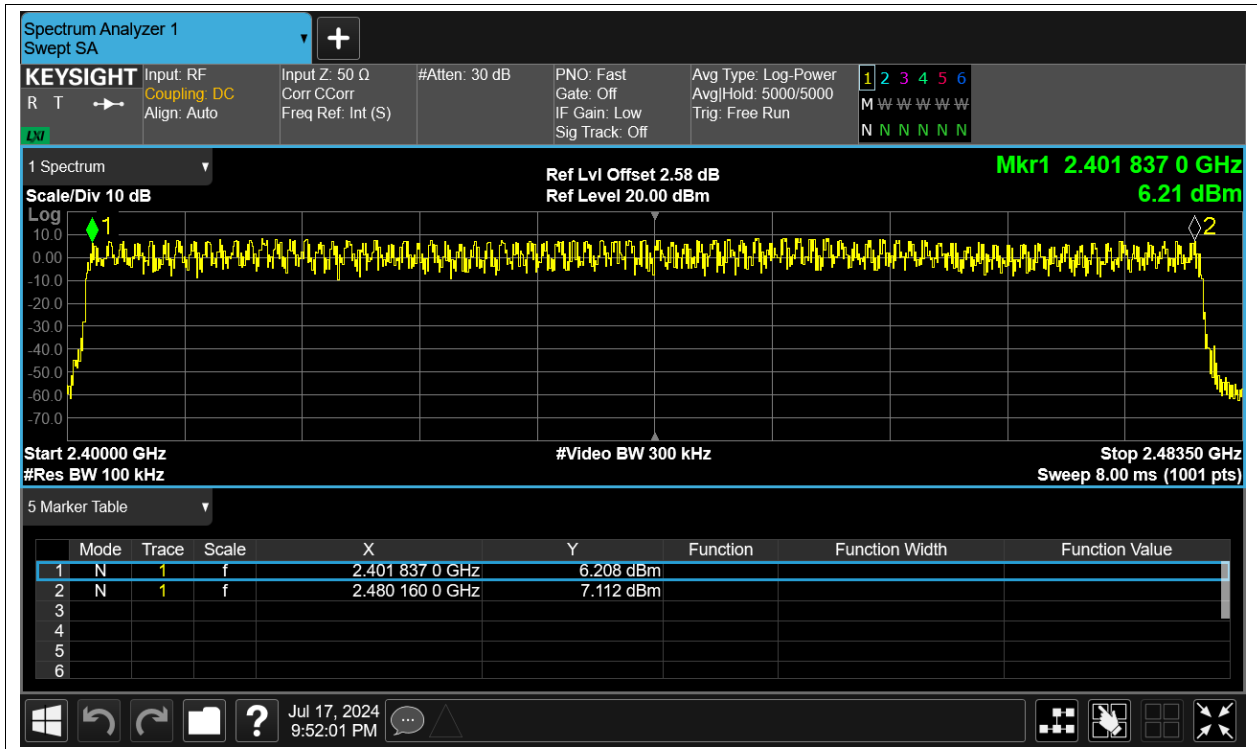 Spectrum Analyzer 1
Swept SA
KEYSIGHT
R T
LXI
Input: RF
Coupling: DC
Align: Auto
Input Z: 50 Ω
Corr CCorr
Freq Ref: Int (S)
#Atten: 30 dB
PNO: Fast
Gate: Off
IF Gain: Low
Sig Track: Off
Avg Type: Log-Power
Avg|Hold: 5000/5000
Trig: Free Run
1 2 3 4 5 6
M W W W W W
N N N N N N
1 Spectrum
Scale/Div 10 dB
Ref Lvl Offset 2.58 dB
Ref Level 20.00 dBm
Mkr1 2.401 837 0 GHz
6.21 dBm
Log
10.0
0.00
-10.0
-20.0
-30.0
-40.0
-50.0
-60.0
-70.0
1
2
Start 2.40000 GHz
#Res BW 100 kHz
#Video BW 300 kHz
Stop 2.48350 GHz
Sweep 8.00 ms (1001 pts)
5 Marker Table
Mode Trace Scale X Y Function Function Width Function Value
1 N 1 f 2.401 837 0 GHz 6.208 dBm
2 N 1 f 2.480 160 0 GHz 7.112 dBm
3
4
5
6
?
Jul 17, 2024
9:52:01 PM